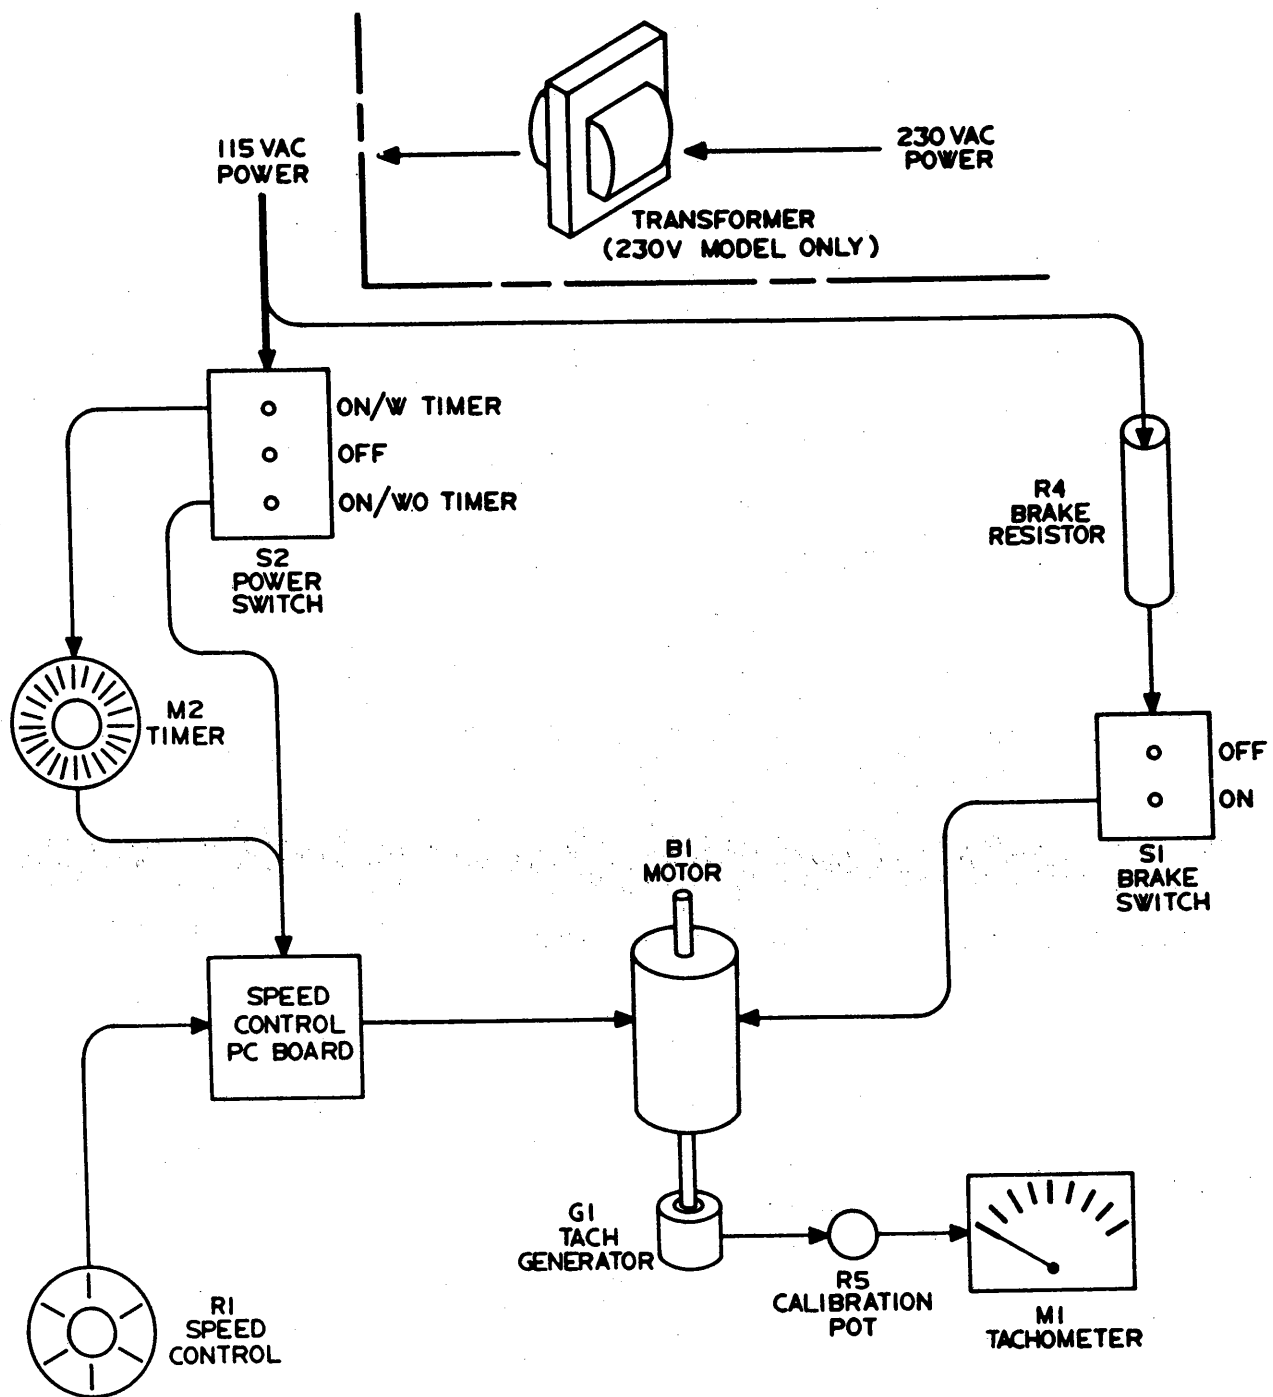 115 VAC
POWER
230 VAC
POWER
TRANSFORMER
(230V MODEL ONLY)
ON/W TIMER
OFF
ON/WO TIMER
S2
POWER
SWITCH
R4
BRAKE
RESISTOR
M2
TIMER
OFF
ON
S1
BRAKE
SWITCH
B1
MOTOR
SPEED
CONTROL
PC BOARD
G1
TACH
GENERATOR
R5
CALIBRATION
POT
M1
TACHOMETER
R1
SPEED
CONTROL